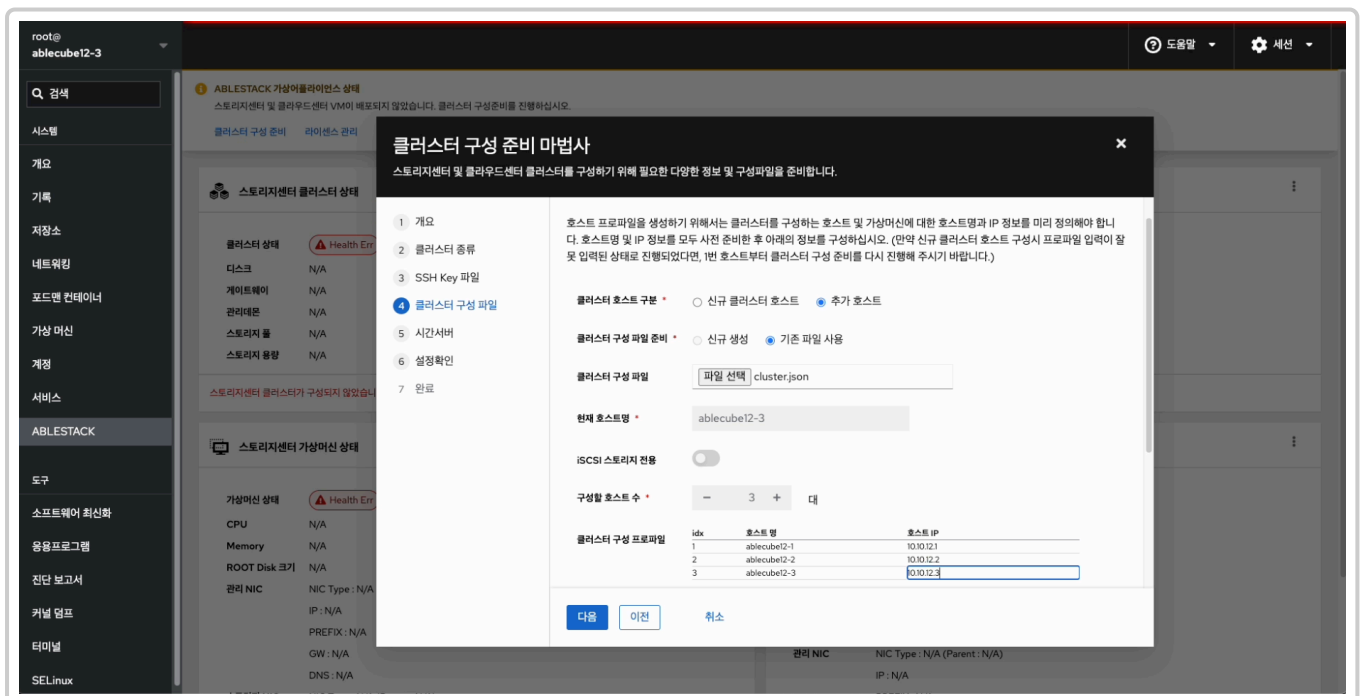 root@
ablecube12-3
도움말
세션
검색
시스템
개요
기록
저장소
네트워킹
포드맨 컨테이너
가상 머신
계정
서비스
ABLESTACK
도구
소프트웨어 최신화
응용프로그램
진단 보고서
커널 덤프
터미널
SELinux
ABLESTACK 가상어플라이언스 상태
스토리지센터 및 클라우드센터 VM이 배포되지 않았습니다. 클러스터 구성준비를 진행하십시오.
클러스터 구성 준비 라이센스 관리
스토리지센터 클러스터 상태
클러스터 상태 Health Err
디스크 N/A
게이트웨이 N/A
관리데몬 N/A
스토리지 풀 N/A
스토리지 용량 N/A
스토리지센터 클러스터가 구성되지 않았습니
스토리지센터 가상머신 상태
가상머신 상태 Health Err
CPU N/A
Memory N/A
ROOT Disk 크기 N/A
관리 NIC NIC Type : N/A
IP : N/A
PREFIX : N/A
GW : N/A
DNS : N/A
관리 NIC NIC Type : N/A (Parent : N/A)
IP : N/A
클러스터 구성 준비 마법사
스토리지센터 및 클라우드센터 클러스터를 구성하기 위해 필요한 다양한 정보 및 구성파일을 준비합니다.
1 개요
2 클러스터 종류
3 SSH Key 파일
4 클러스터 구성 파일
5 시간서버
6 설정확인
7 완료
호스트 프로파일을 생성하기 위해서는 클러스터를 구성하는 호스트 및 가상머신에 대한 호스트명과 IP 정보를 미리 정의해야 합니
다. 호스트명 및 IP 정보를 모두 사전 준비한 후 아래의 정보를 구성하십시오. (만약 신규 클러스터 호스트 구성시 프로파일 입력이 잘
못 입력된 상태로 진행되었다면, 1번 호스트부터 클러스터 구성 준비를 다시 진행해 주시기 바랍니다.)
클러스터 호스트 구분 * 신규 클러스터 호스트 추가 호스트
클러스터 구성 파일 준비 * 신규 생성 기존 파일 사용
클러스터 구성 파일 파일 선택 cluster.json
현재 호스트명 * ablecube12-3
iSCSI 스토리지 전용
구성할 호스트 수 * - 3 + 대
클러스터 구성 프로파일
idx 호스트 명 호스트 IP
1 ablecube12-1 10.10.12.1
2 ablecube12-2 10.10.12.2
3 ablecube12-3 10.10.12.3
다음 이전 취소